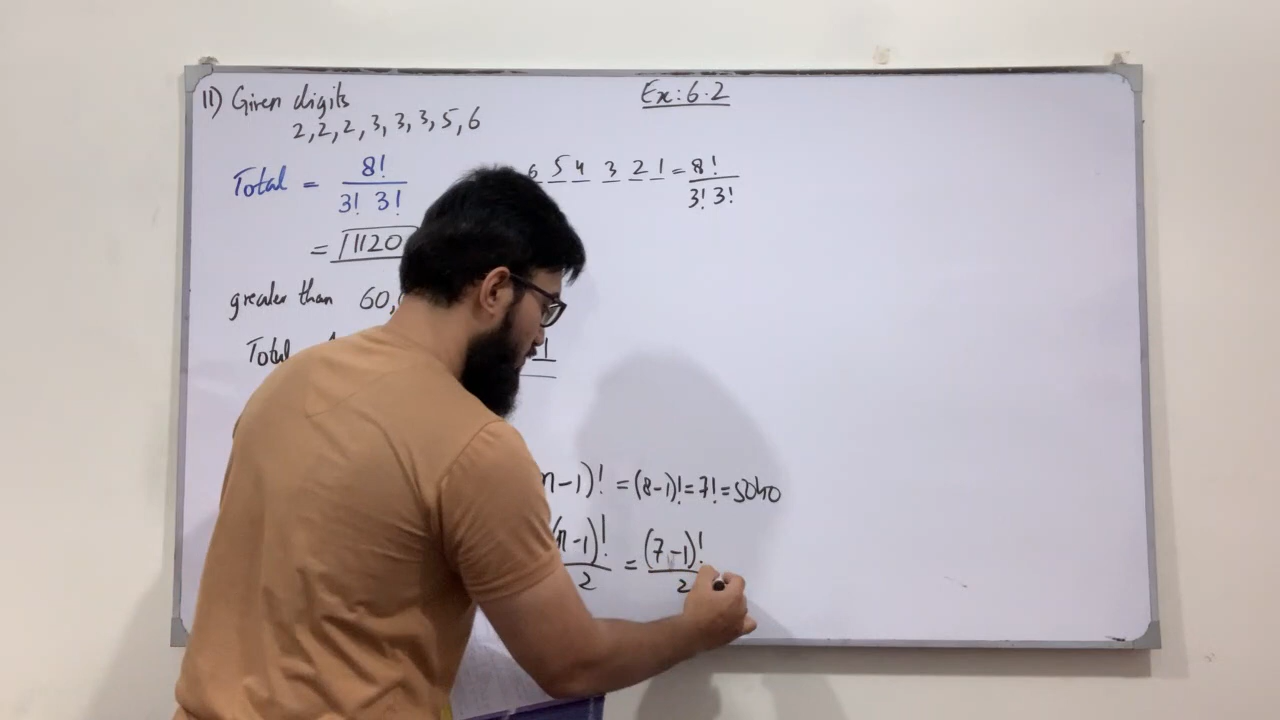 Ex: 6.2
11) Given digits
2,2,2,3,3,3,5,6
Total = 8! / 3! 3!
6 5 4 3 2 1 = 8! / 3! 3!
= 1120
greater than 60,
Total 1
n-1)! = (8-1)! = 7! = 5040
(n-1)! / 2 = (7-1)! / 2